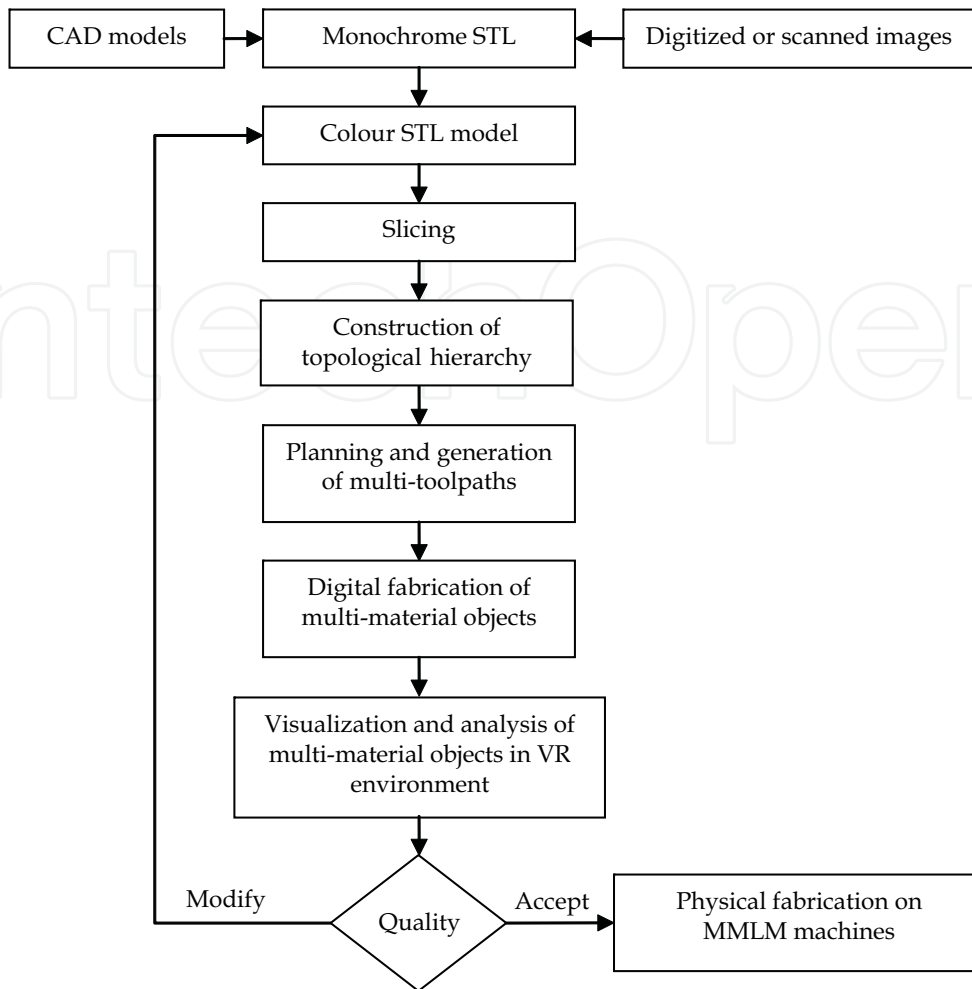 CAD models
Monochrome STL
Digitized or scanned images
Colour STL model
Slicing
Construction of
topological hierarchy
Planning and generation
of multi-toolpaths
Digital fabrication of
multi-material objects
Visualization and analysis of
multi-material objects in VR
environment
Modify
Quality
Accept
Physical fabrication on
MMLM machines
ntechOpen